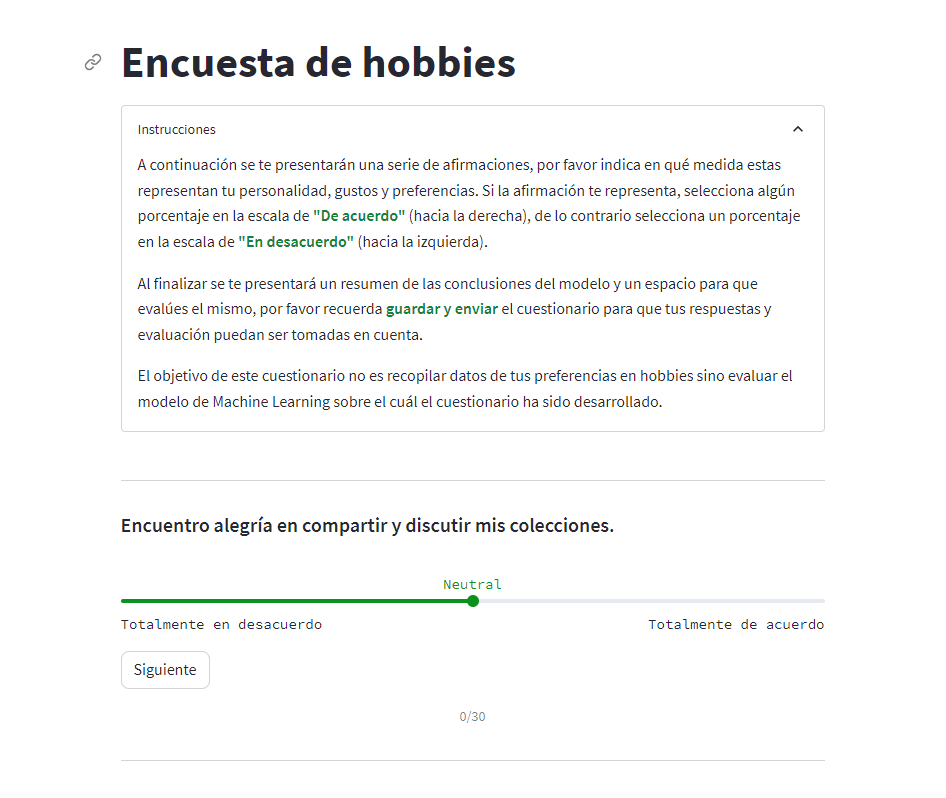 Encuesta de hobbies
Instrucciones
A continuación se te presentarán una serie de afirmaciones, por favor indica en qué medida estas
representan tu personalidad, gustos y preferencias. Si la afirmación te representa, selecciona algún
porcentaje en la escala de "De acuerdo" (hacia la derecha), de lo contrario selecciona un porcentaje
en la escala de "En desacuerdo" (hacia la izquierda).
Al finalizar se te presentará un resumen de las conclusiones del modelo y un espacio para que
evalúes el mismo, por favor recuerda guardar y enviar el cuestionario para que tus respuestas y
evaluación puedan ser tomadas en cuenta.
El objetivo de este cuestionario no es recopilar datos de tus preferencias en hobbies sino evaluar el
modelo de Machine Learning sobre el cuál el cuestionario ha sido desarrollado.
Encuentro alegría en compartir y discutir mis colecciones.
Neutral
Totalmente en desacuerdo
Totalmente de acuerdo
Siguiente
0/30